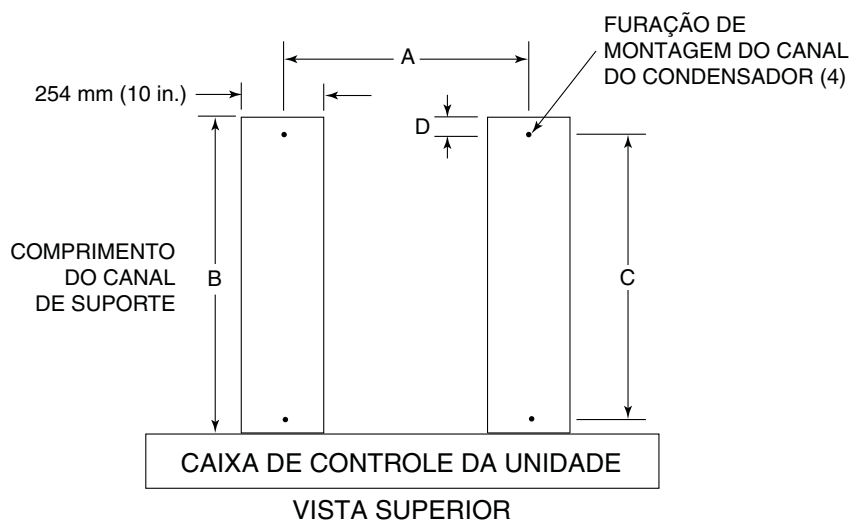 FURAÇÃO DE
MONTAGEM DO CANAL
DO CONDENSADOR (4)
A
254 mm (10 in.)
D
COMPRIMENTO
DO CANAL
DE SUPORTE
B
C
CAIXA DE CONTROLE DA UNIDADE
VISTA SUPERIOR